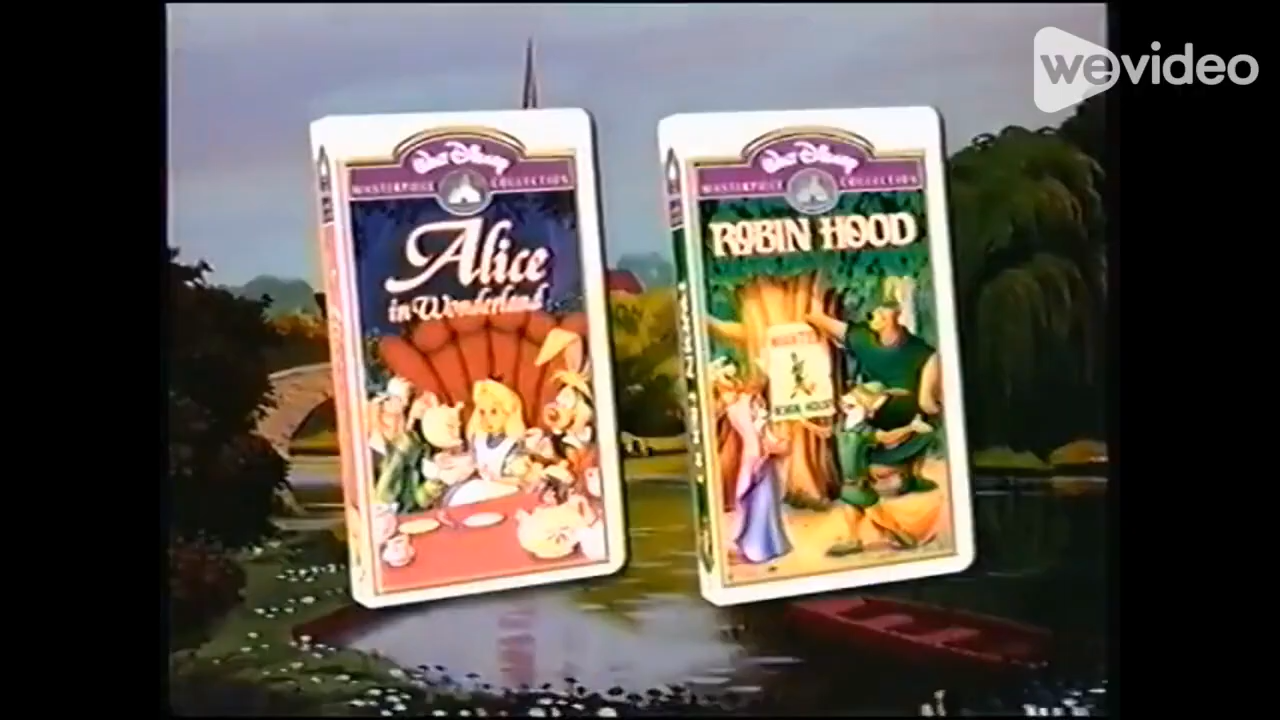 wevideo
Walt Disney
MASTERPIECE COLLECTION
Alice
in Wonderland
Walt Disney
MASTERPIECE COLLECTION
ROBIN HOOD
WANTED
ROBIN HOOD